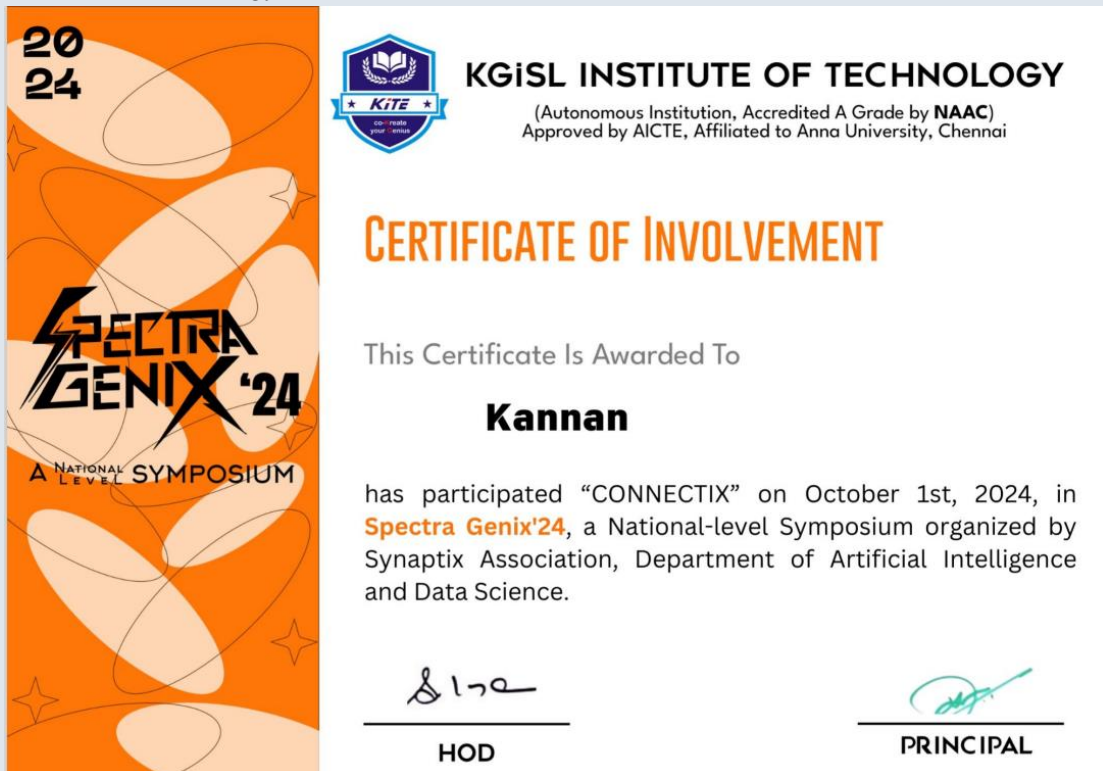 20
24
KiTE
co-Kreate
your Genius
KGiSL INSTITUTE OF TECHNOLOGY
(Autonomous Institution, Accredited A Grade by NAAC)
Approved by AICTE, Affiliated to Anna University, Chennai
CERTIFICATE OF INVOLVEMENT
This Certificate Is Awarded To
Kannan
has participated “CONNECTIX” on October 1st, 2024, in
Spectra Genix'24, a National-level Symposium organized by
Synaptix Association, Department of Artificial Intelligence
and Data Science.
SPECTRA
GENIX ‘24
A NATIONAL LEVEL SYMPOSIUM
HOD
PRINCIPAL